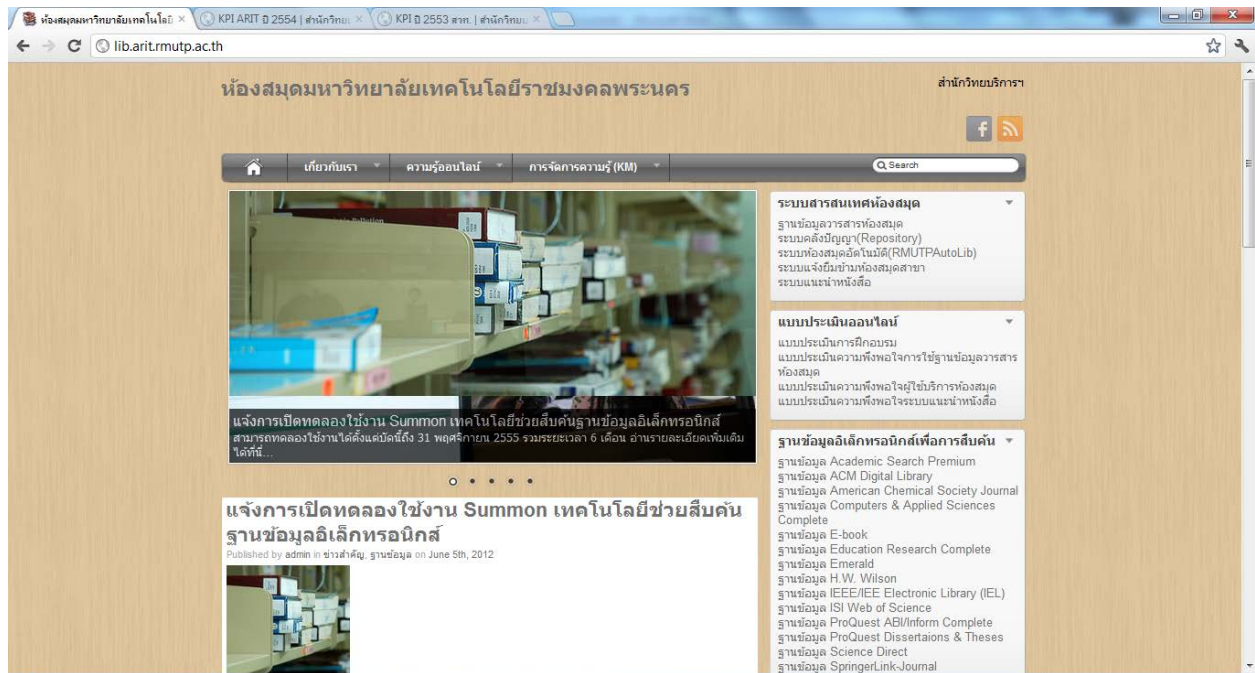 ห้องสมุดมหาวิทยาลัยเทคโนโลยี
KPI ARIT ปี 2554 | สำนักวิทยบ
KPI ปี 2553 สวท. | สำนักวิทยบ
lib.arit.rmutp.ac.th
ห้องสมุดมหาวิทยาลัยเทคโนโลยีราชมงคลพระนคร
สำนักวิทยบริการฯ
เกี่ยวกับเรา
ความรู้ออนไลน์
การจัดการความรู้ (KM)
Search
แจ้งการเปิดทดลองใช้งาน Summon เทคโนโลยีช่วยสืบค้นฐานข้อมูลอิเล็กทรอนิกส์
สามารถทดลองใช้งานได้ตั้งแต่บัดนี้ถึง 31 พฤศจิกายน 2555 รวมระยะเวลา 6 เดือน อ่านรายละเอียดเพิ่มเติม
ได้ที่นี่...
แจ้งการเปิดทดลองใช้งาน Summon เทคโนโลยีช่วยสืบค้น
ฐานข้อมูลอิเล็กทรอนิกส์
Published by admin in ข่าวสำคัญ, ฐานข้อมูล on June 5th, 2012
ระบบสารสนเทศห้องสมุด
ฐานข้อมูลวารสารห้องสมุด
ระบบคลังปัญญา(Repository)
ระบบห้องสมุดอัตโนมัติ(RMUTPAutoLib)
ระบบแจ้งยืมข้ามห้องสมุดสาขา
ระบบแนะนำหนังสือ
แบบประเมินออนไลน์
แบบประเมินการฝึกอบรม
แบบประเมินความพึงพอใจการใช้ฐานข้อมูลวารสาร
ห้องสมุด
แบบประเมินความพึงพอใจผู้ใช้บริการห้องสมุด
แบบประเมินความพึงพอใจระบบแนะนำหนังสือ
ฐานข้อมูลอิเล็กทรอนิกส์เพื่อการสืบค้น
ฐานข้อมูล Academic Search Premium
ฐานข้อมูล ACM Digital Library
ฐานข้อมูล American Chemical Society Journal
ฐานข้อมูล Computers & Applied Sciences
Complete
ฐานข้อมูล E-book
ฐานข้อมูล Education Research Complete
ฐานข้อมูล Emerald
ฐานข้อมูล H.W. Wilson
ฐานข้อมูล IEEE/IEE Electronic Library (IEL)
ฐานข้อมูล ISI Web of Science
ฐานข้อมูล ProQuest ABI/Inform Complete
ฐานข้อมูล ProQuest Dissertaions & Theses
ฐานข้อมูล Science Direct
ฐานข้อมูล SpringerLink-Journal